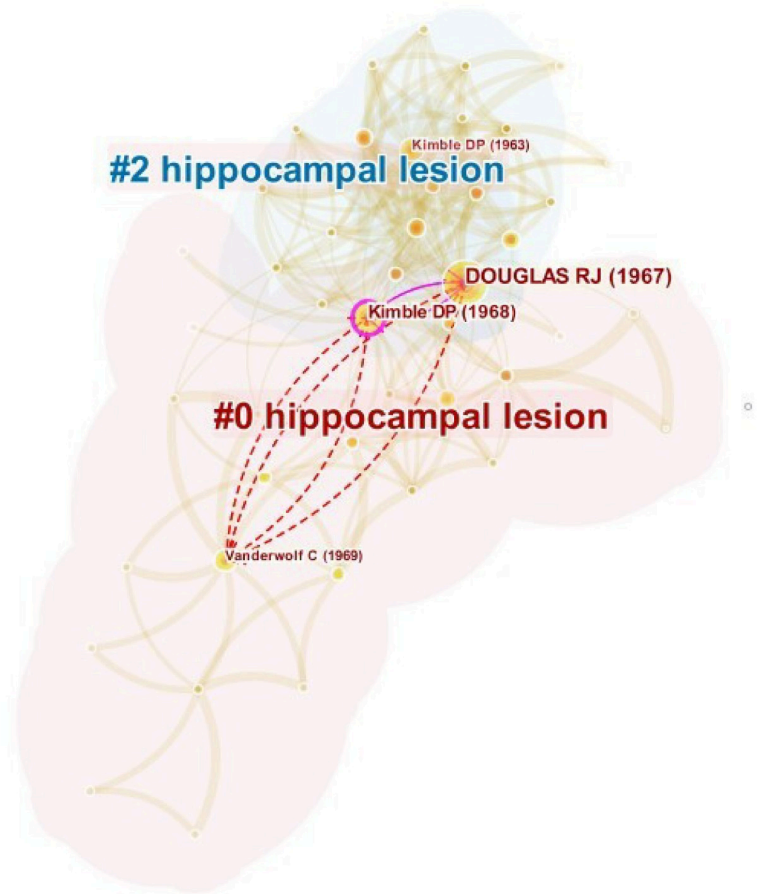 Kimble DP (1963)
#2 hippocampal lesion
DOUGLAS RJ (1967)
Kimble DP (1968)
#0 hippocampal lesion
Vanderwolf C (1969)